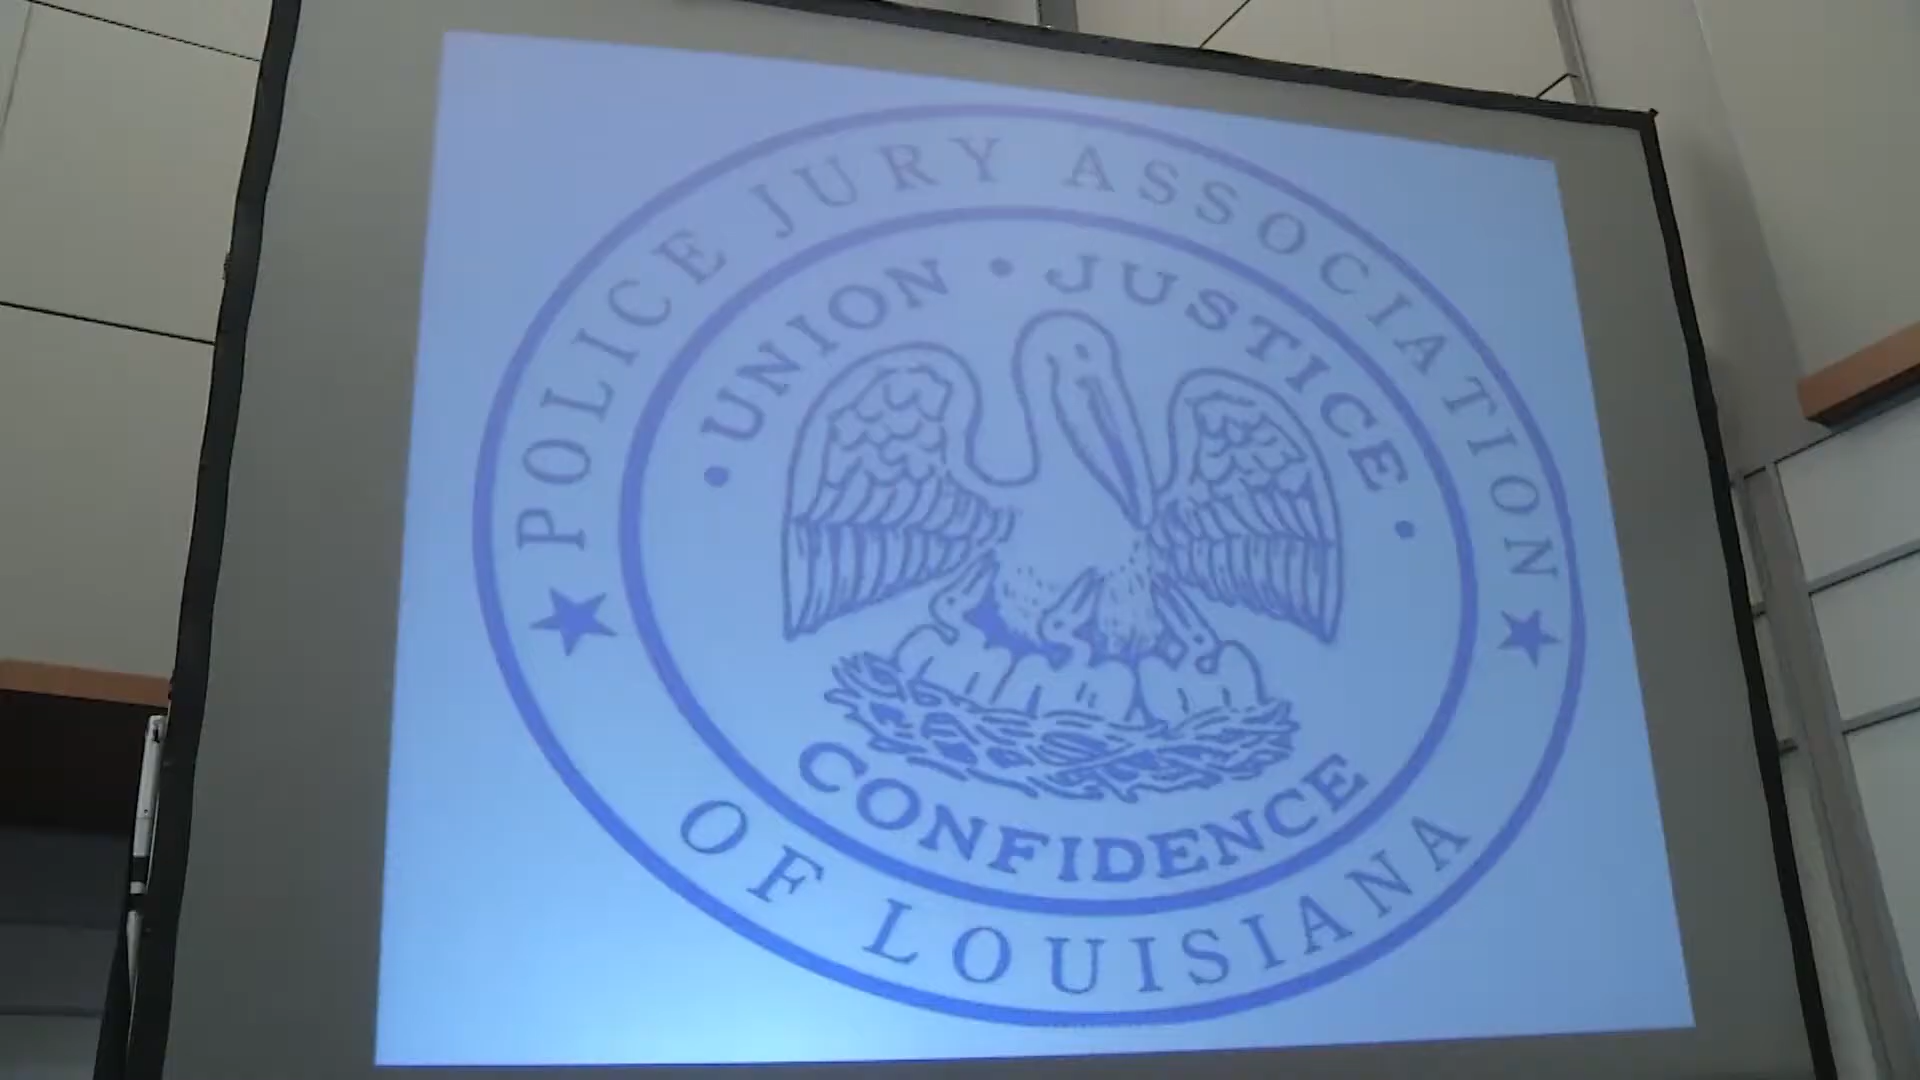 POLICE JURY ASSOCIATION
• UNION • JUSTICE •
CONFIDENCE
★ OF LOUISIANA ★